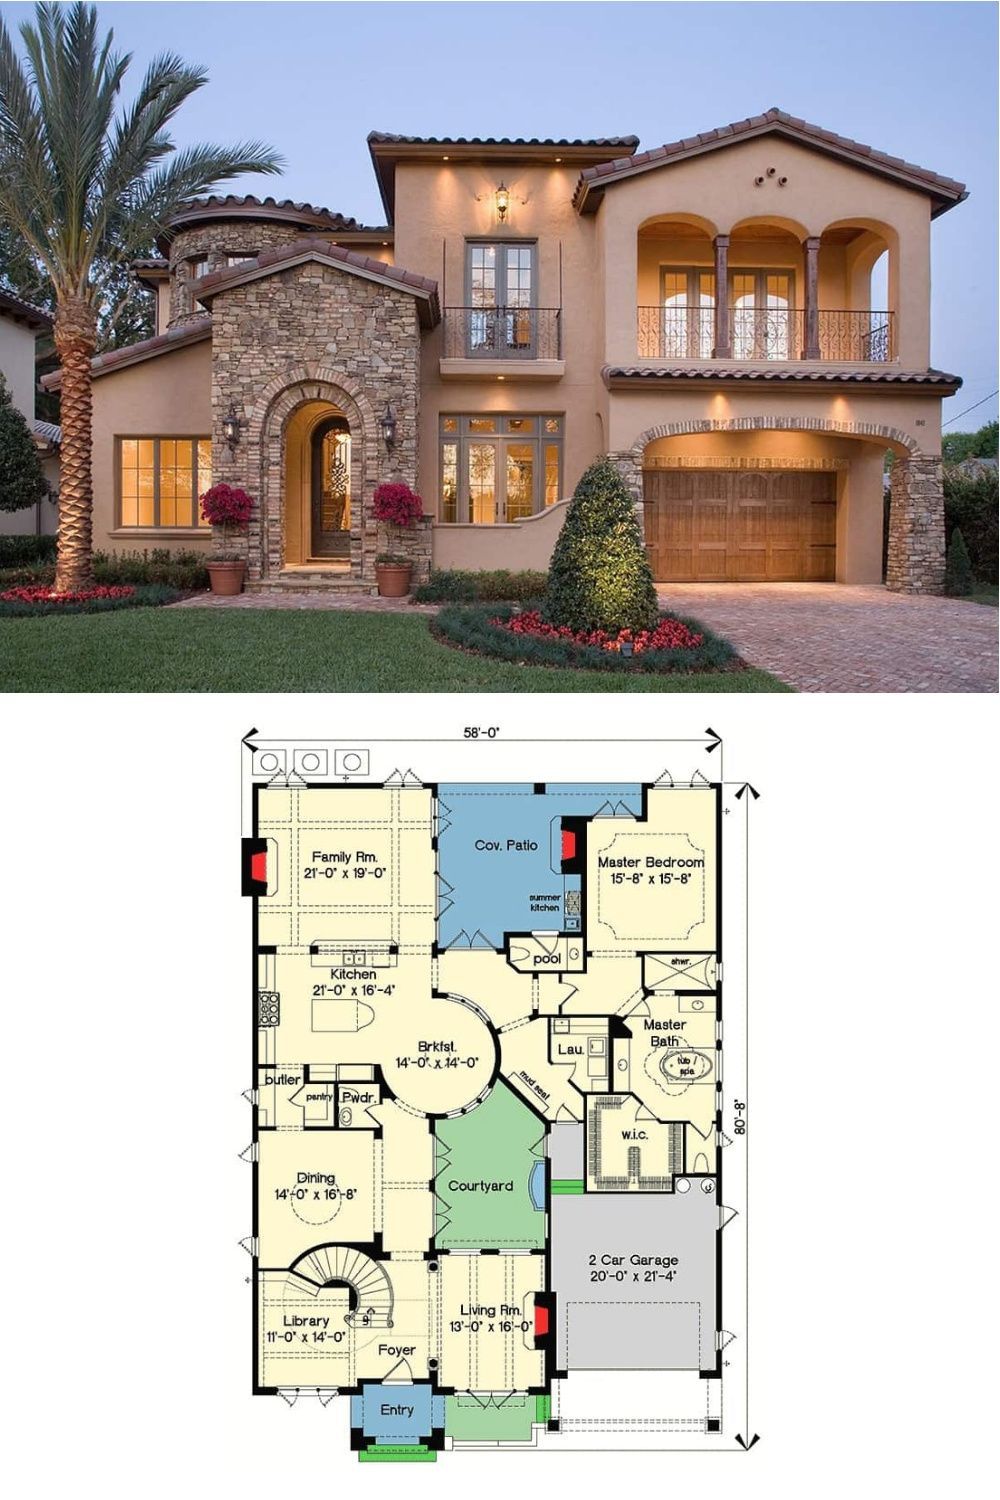 58'-0"
Family Rm.
21'-0" x 19'-0"
Cov. Patio
summer
kitchen
Master Bedroom
15'-8" x 15'-8"
pool
shwr.
Kitchen
21'-0" x 16'-4"
Brkfst.
14'-0" x 14'-0"
Lau.
Master
Bath
tub /
spa
mud seat
butler
pantry
Pwdr.
w.i.c.
80'-8"
Dining
14'-0" x 16'-8"
Courtyard
2 Car Garage
20'-0" x 21'-4"
Library
11'-0" x 14'-0"
Living Rm.
13'-0" x 16'-0"
Foyer
Entry